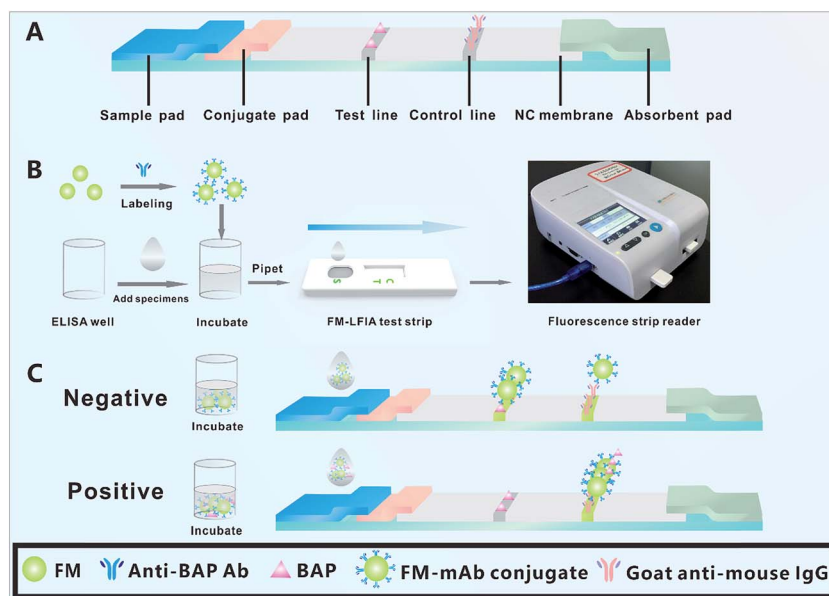 A
Sample pad
Conjugate pad
Test line
Control line
NC membrane
Absorbent pad
B
Labeling
Add specimens
Pipet
ELISA well
Incubate
S
T
C
FM-LFIA test strip
Fluorescence strip reader
C
Negative
Incubate
Positive
Incubate
FM
Anti-BAP Ab
BAP
FM-mAb conjugate
Goat anti-mouse IgG